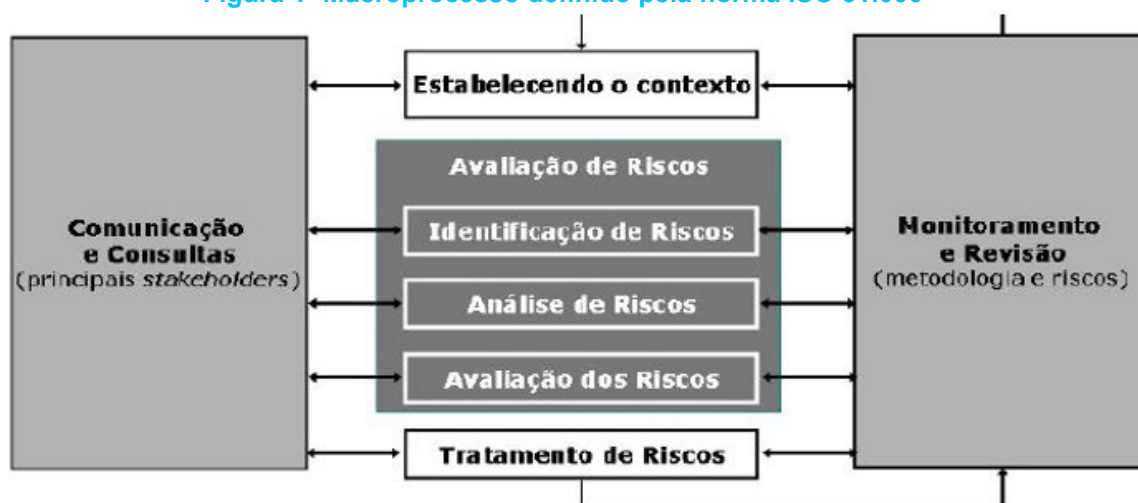 Estabelecendo o contexto
Avaliação de Riscos
Comunicação
e Consultas
(principais stakeholders)
Identificação de Riscos
Análise de Riscos
Avaliação dos Riscos
Monitoramento
e Revisão
(metodologia e riscos)
Tratamento de Riscos